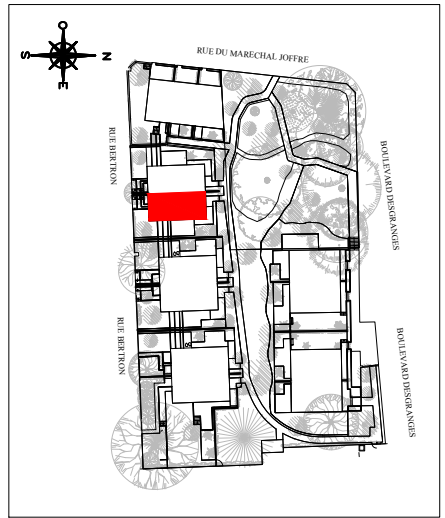 O
S
N
E
RUE DU MARECHAL JOFFRE
RUE BERTRON
BOULEVARD DESGRANGES
RUE BERTRON
BOULEVARD DESGRANGES